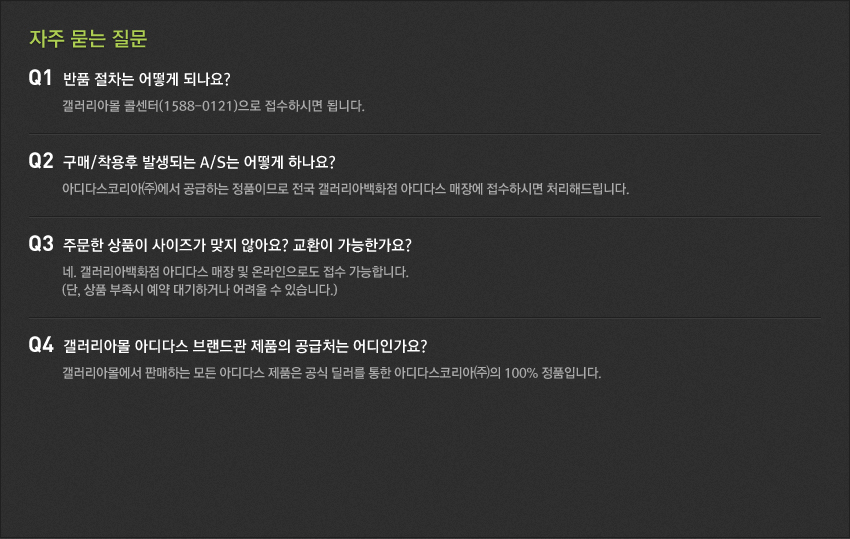 자주 묻는 질문
Q1 반품 절차는 어떻게 되나요?
갤러리아몰 콜센터(1588-0121)으로 접수하시면 됩니다.
Q2 구매/착용후 발생되는 A/S는 어떻게 하나요?
아디다스코리아㈜에서 공급하는 정품이므로 전국 갤러리아백화점 아디다스 매장에 접수하시면 처리해드립니다.
Q3 주문한 상품이 사이즈가 맞지 않아요? 교환이 가능한가요?
네. 갤러리아백화점 아디다스 매장 및 온라인으로도 접수 가능합니다.
(단, 상품 부족시 예약 대기하거나 어려울 수 있습니다.)
Q4 갤러리아몰 아디다스 브랜드관 제품의 공급처는 어디인가요?
갤러리아몰에서 판매하는 모든 아디다스 제품은 공식 딜러를 통한 아디다스코리아㈜의 100% 정품입니다.